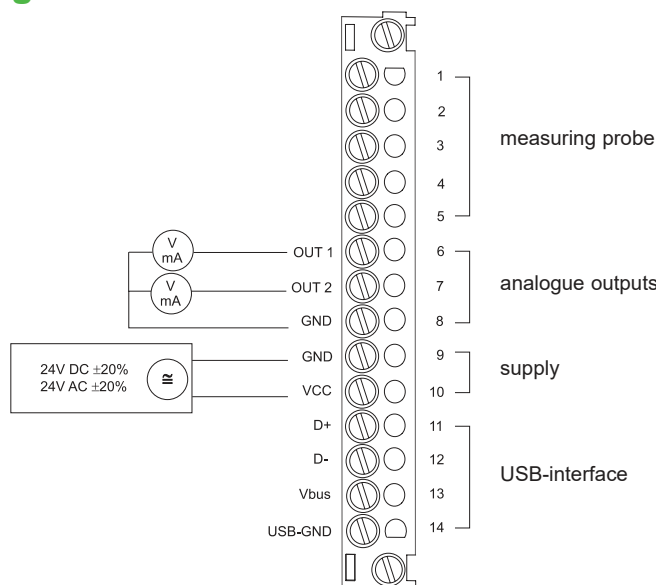 1
2
3
4
5
measuring probe
V
mA
OUT 1
6
V
mA
OUT 2
7
analogue outputs
GND
8
24V DC ±20%
24V AC ±20%
≅
GND
9
supply
VCC
10
D+
11
D-
12
USB-interface
Vbus
13
USB-GND
14